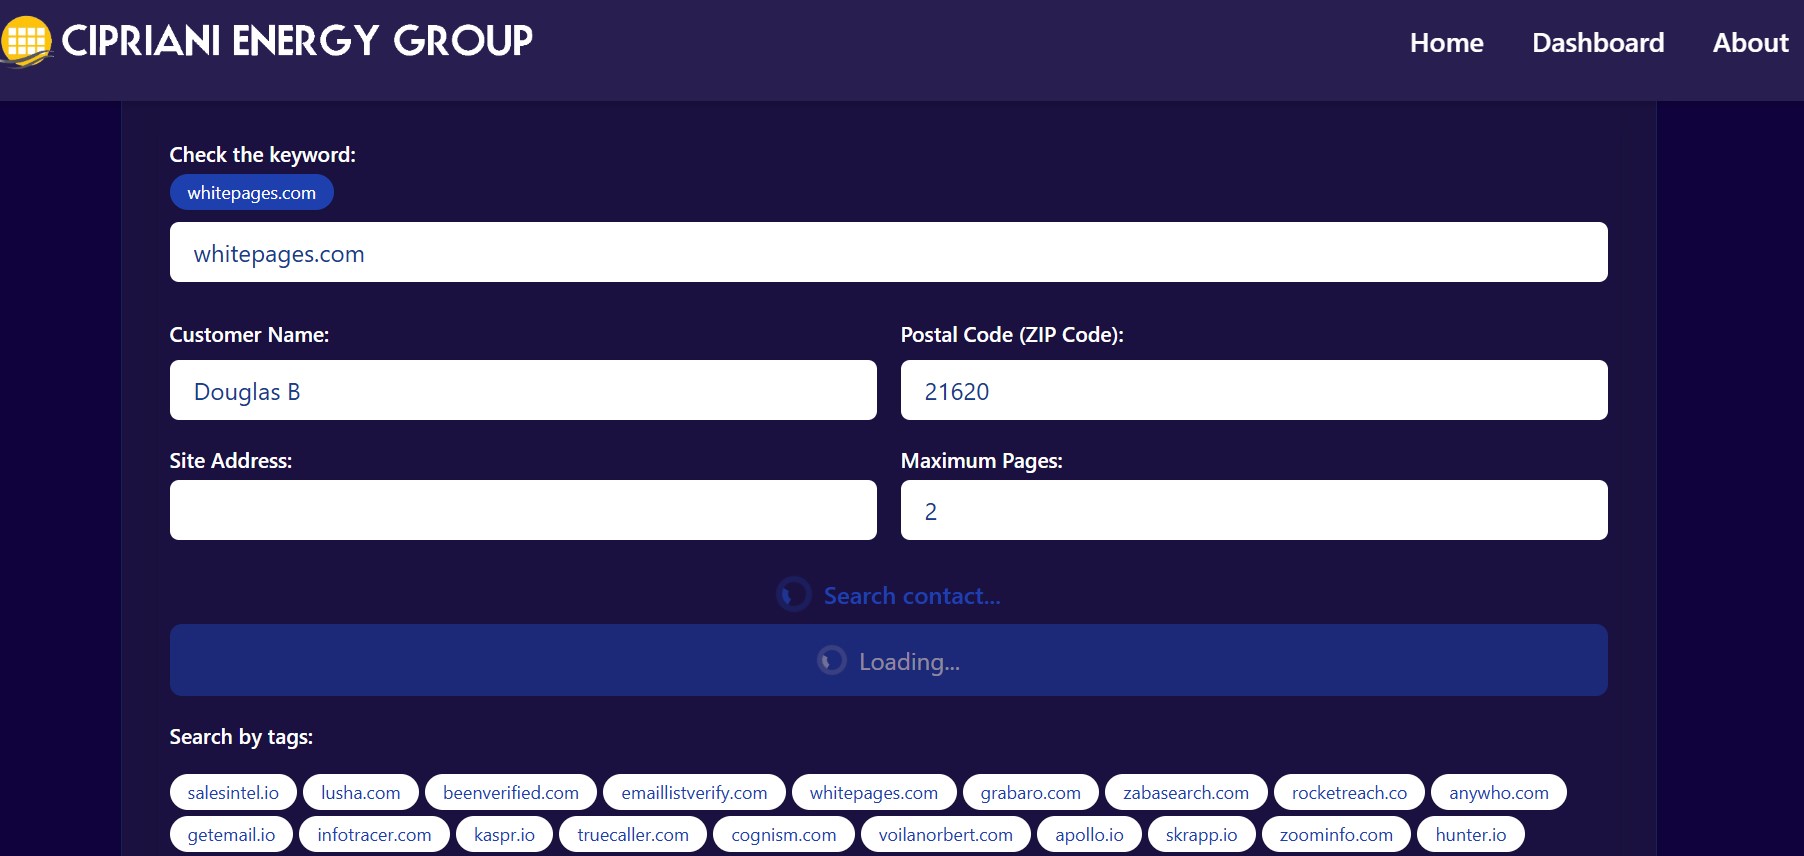 CIPRIANI ENERGY GROUP
Home Dashboard About
Check the keyword:
whitepages.com
whitepages.com
Customer Name: Postal Code (ZIP Code):
Douglas B 21620
Site Address: Maximum Pages:
2
Search contact...
Loading...
Search by tags:
salesintel.io lusha.com beenverified.com emaillistverify.com whitepages.com grabaro.com zabasearch.com rocketreach.co anywho.com
getemail.io infotracer.com kaspr.io truecaller.com cognism.com voilanorbert.com apollo.io skrapp.io zoominfo.com hunter.io